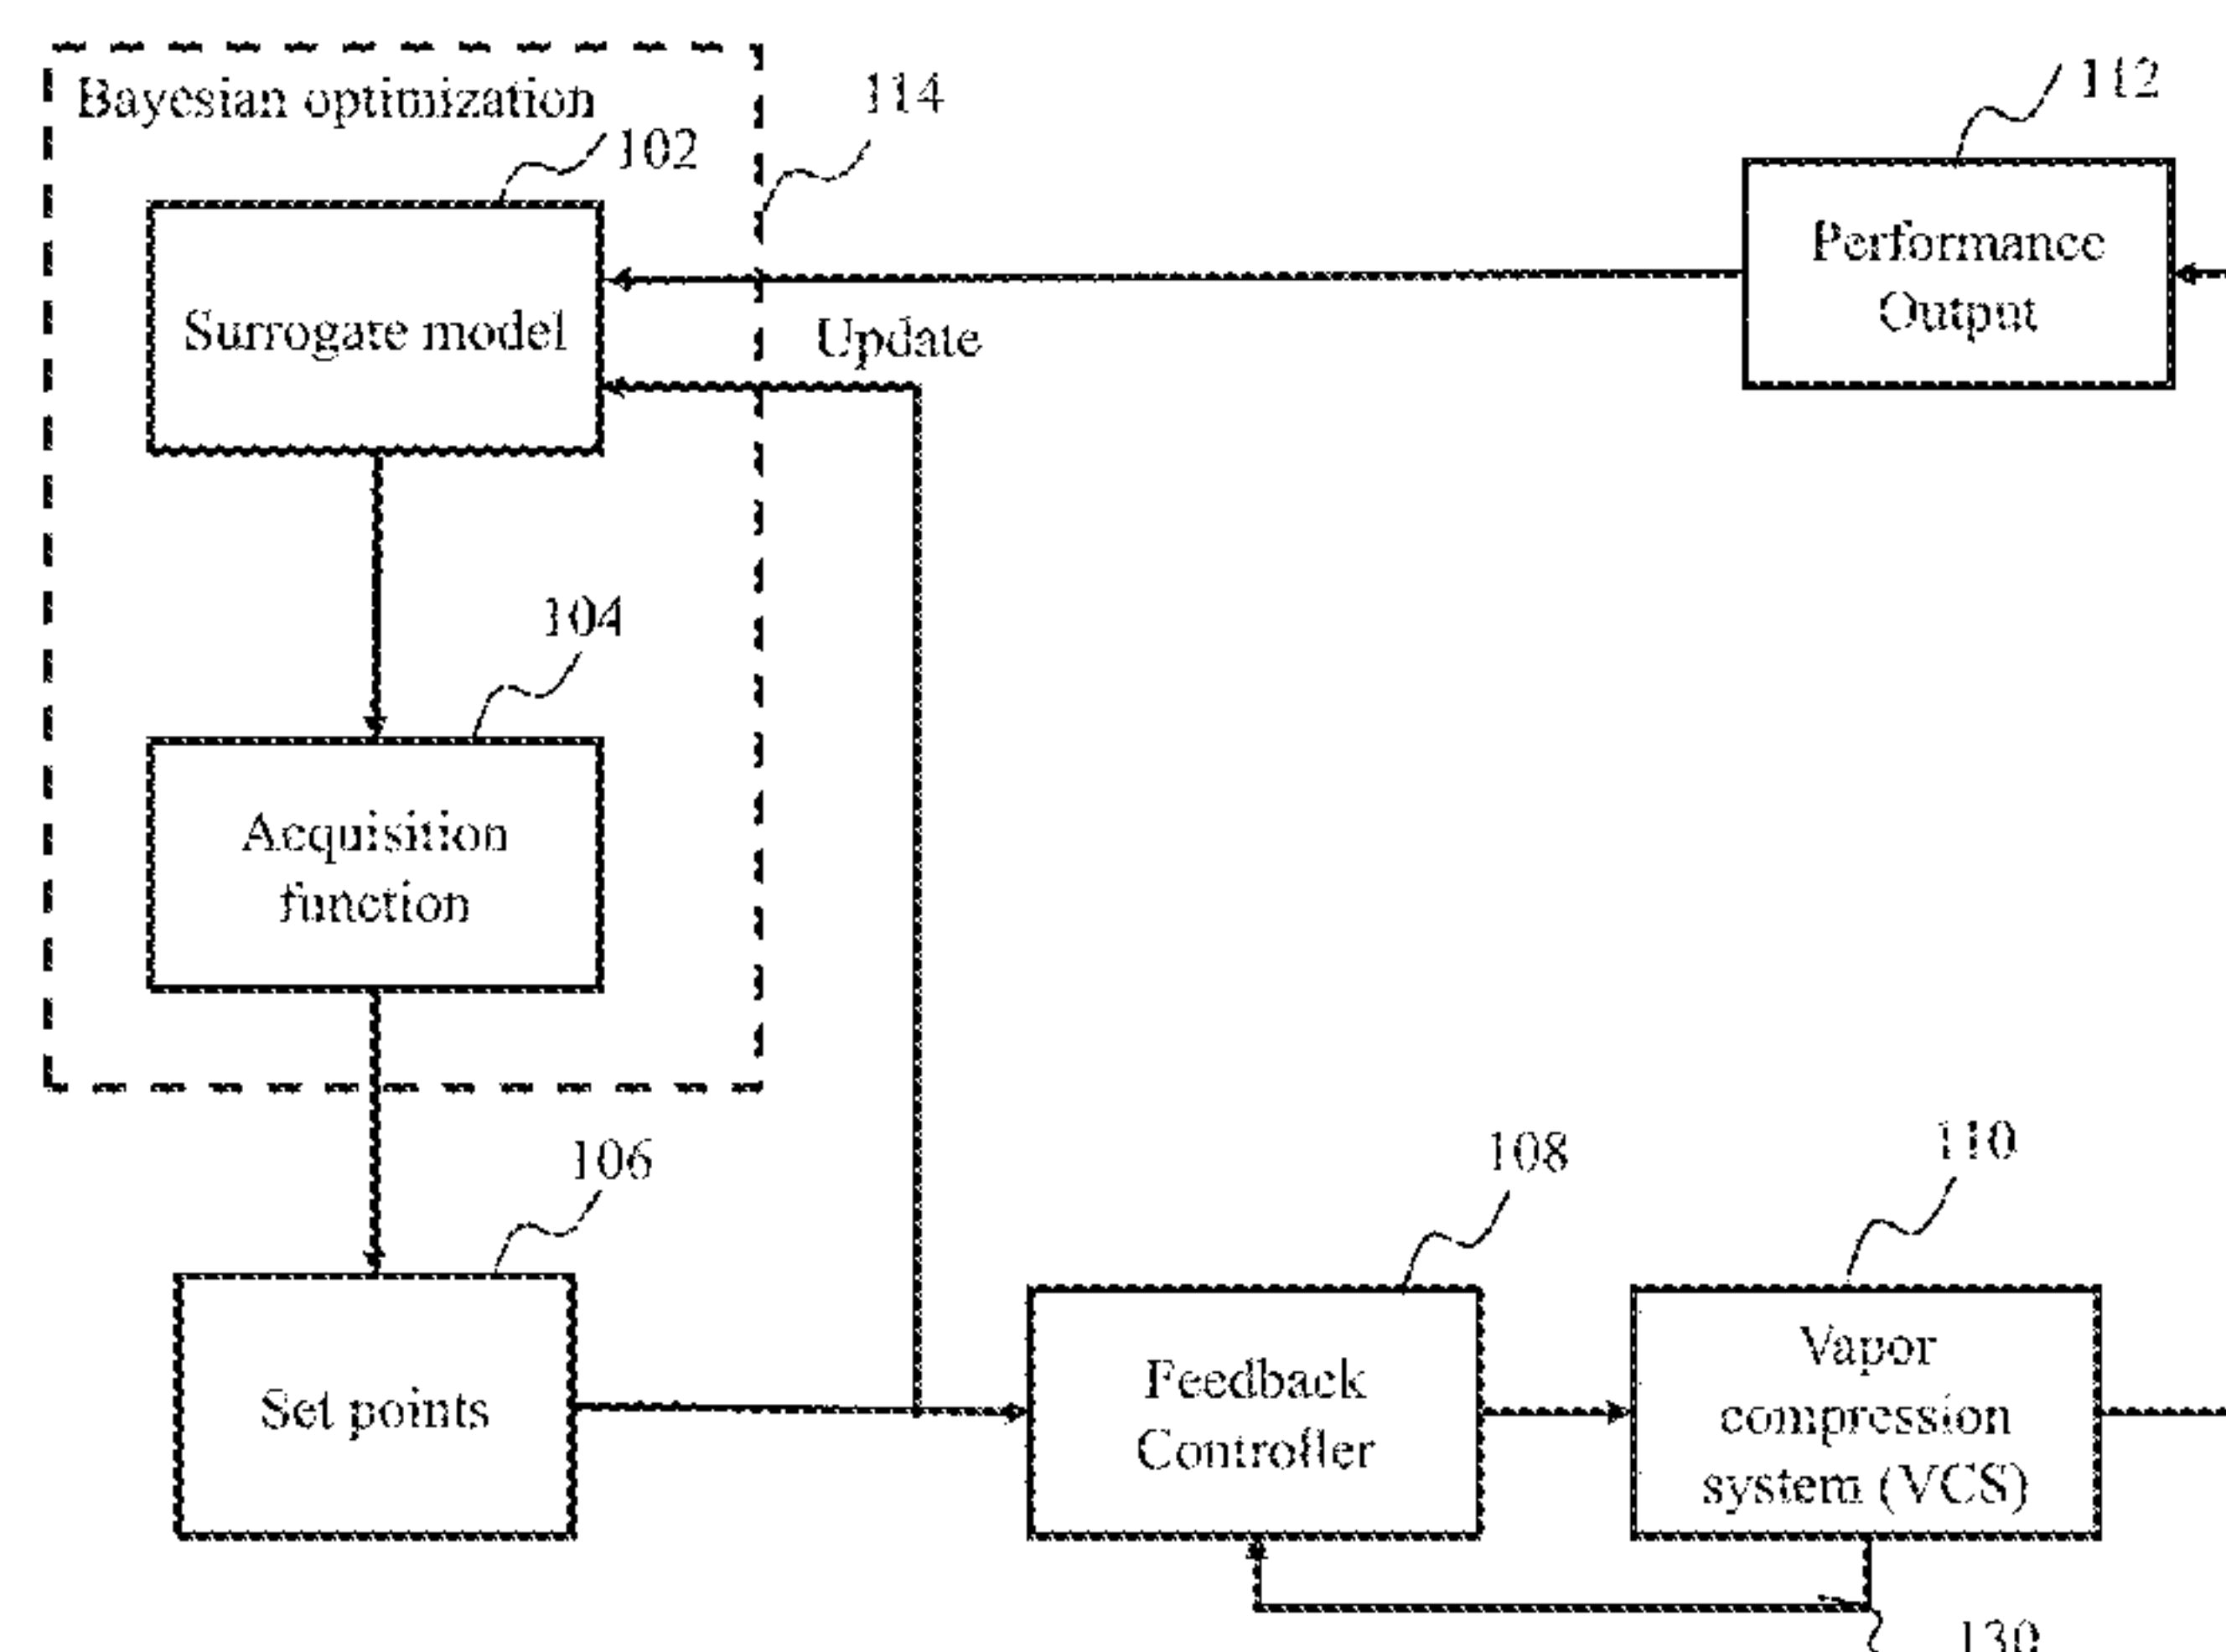 Bayesian optimization
114
112
102
Performance
Output
Surrogate model
Update
104
Acquisition
function
106
108
110
Set points
Feedback
Controller
Vapor
compression
system (VCS)
130